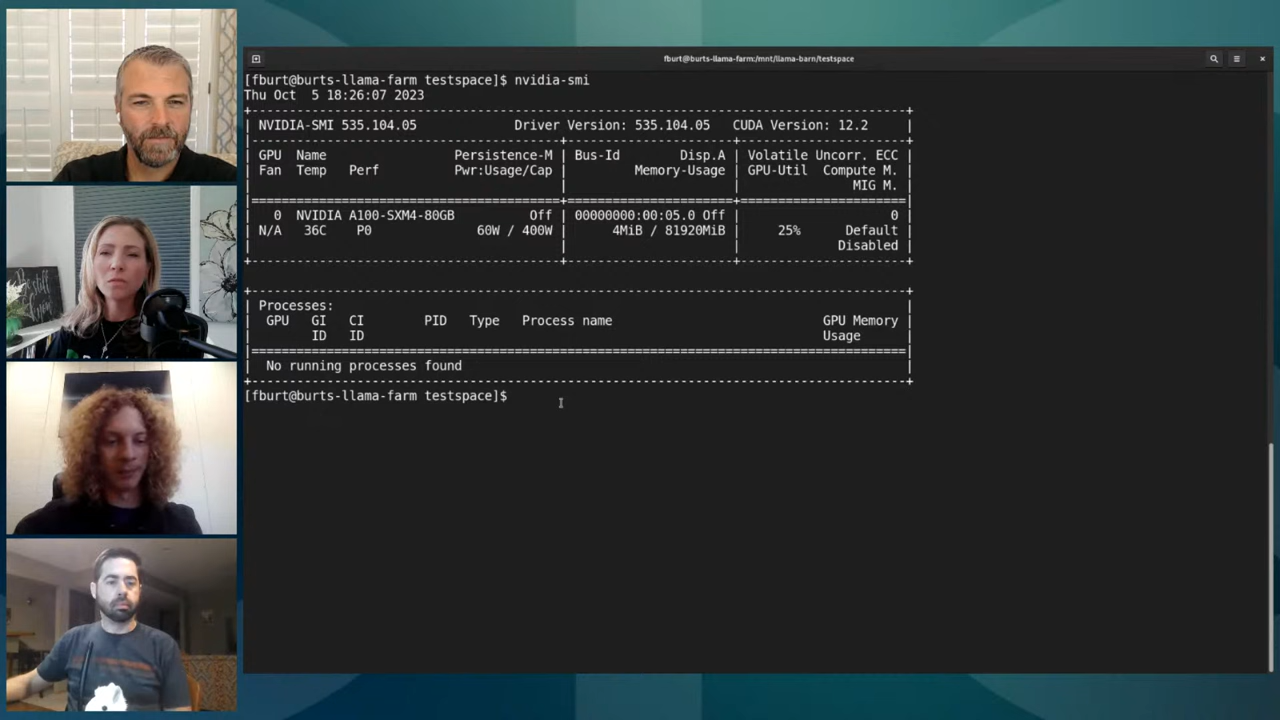 fburt@burts-llama-farm:/mnt/llama-barn/testspace
[fburt@burts-llama-farm testspace]$ nvidia-smi
Thu Oct  5 18:26:07 2023
NVIDIA-SMI 535.104.05 Driver Version: 535.104.05 CUDA Version: 12.2
GPU Name Persistence-M | Bus-Id Disp.A | Volatile Uncorr. ECC
Fan Temp Perf Pwr:Usage/Cap | Memory-Usage | GPU-Util Compute M.
MIG M.
0 NVIDIA A100-SXM4-80GB Off | 00000000:00:05.0 Off | 0
N/A 36C P0 60W / 400W | 4MiB / 81920MiB | 25% Default
Disabled
Processes:
GPU GI CI PID Type Process name GPU Memory
ID ID Usage
No running processes found
[fburt@burts-llama-farm testspace]$